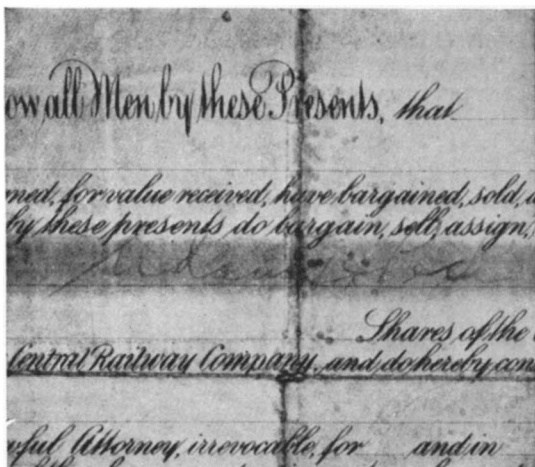 ow all Men by these Presents, that
ned, for value received, have bargained, sold, a
by these presents do bargain, sell, assign,
Shares of the
Central Railway Company, and do hereby con
wful Attorney, irrevocable, for and in